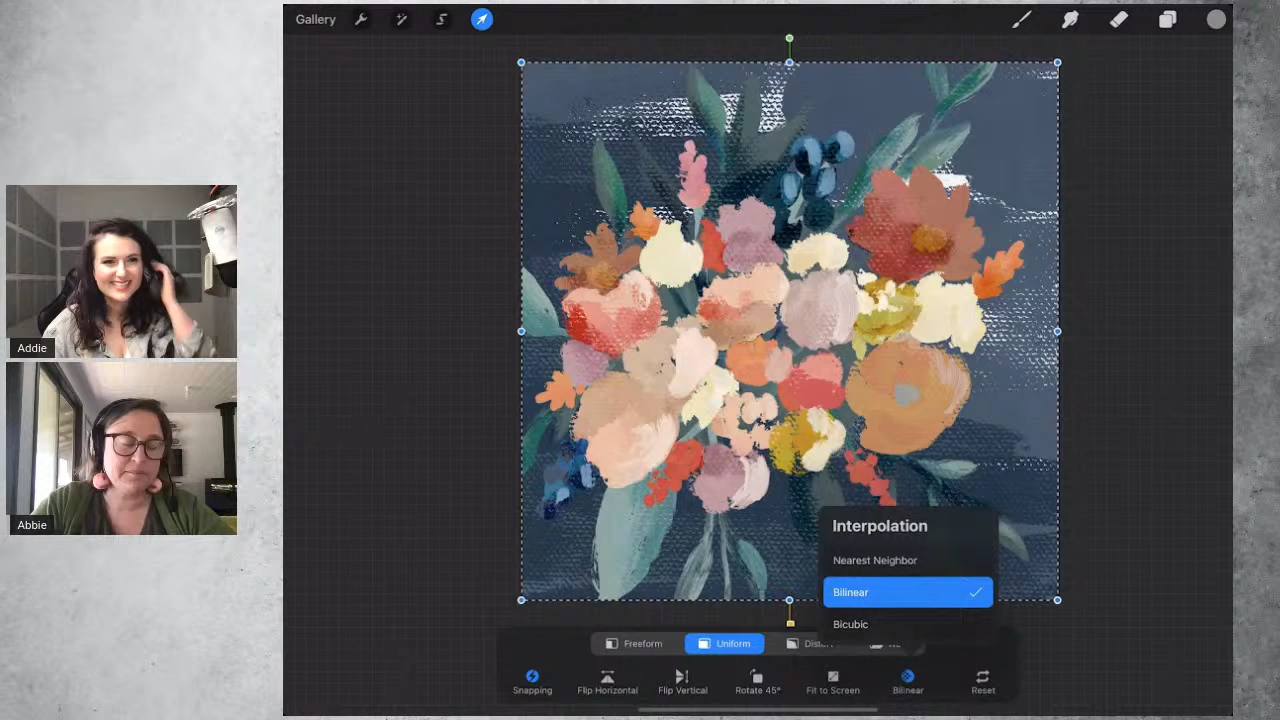 Gallery
Addie
Abbie
Interpolation
Nearest Neighbor
Bilinear
Bicubic
Freeform
Uniform
Snapping
Flip Horizontal
Flip Vertical
Rotate 45°
Fit to Screen
Bilinear
Reset